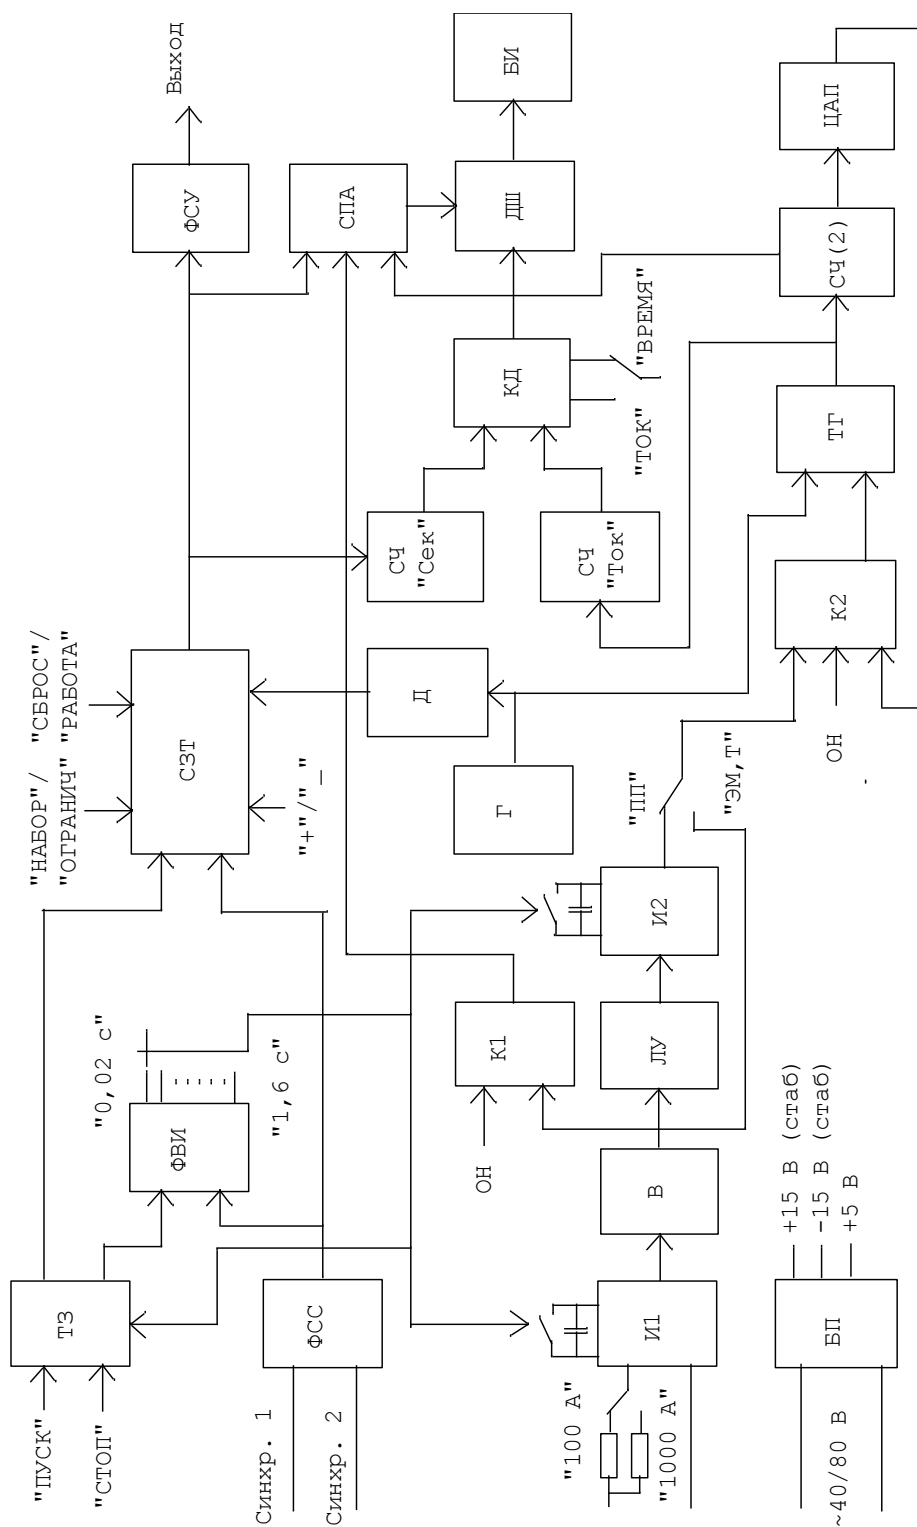 "ПУСК"
"СТОП"
ТЗ
ФВИ
"0,02 с"
"1,6 с"
"НАБОР"/
"ОГРАНИЧ"
"СБРОС"/
"РАБОТА"
СЗТ
"+"/"_"
ФСУ
Выход
Синхр. 1
Синхр. 2
ФСС
ОН
К1
Д
Г
СЧ
"Сек"
СЧ
"Ток"
КД
"ТОК"
"ВРЕМЯ"
СПА
ДШ
БИ
"100 А"
"1000 А"
И1
В
ЛУ
И2
"ПП"
"ЭМ,Т"
ОН
К2
ТГ
СЧ(2)
ЦАП
~40/80 В
БП
+15 В (стаб)
-15 В (стаб)
+5 В